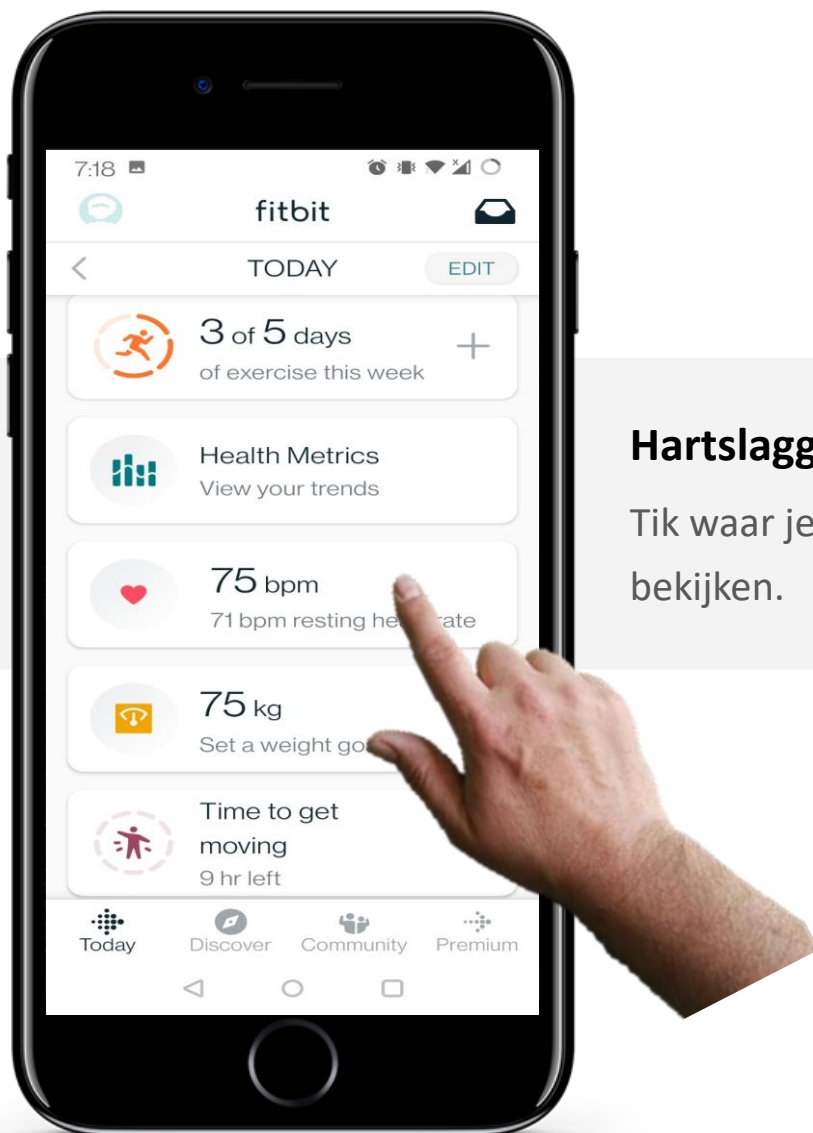 7:18
fitbit
TODAY
EDIT
3 of 5 days
of exercise this week
Health Metrics
View your trends
75 bpm
71 bpm resting he rate
75 kg
Set a weight go
Time to get
moving
9 hr left
Today
Discover
Community
Premium
Hartslagg
Tik waar je
bekijken.